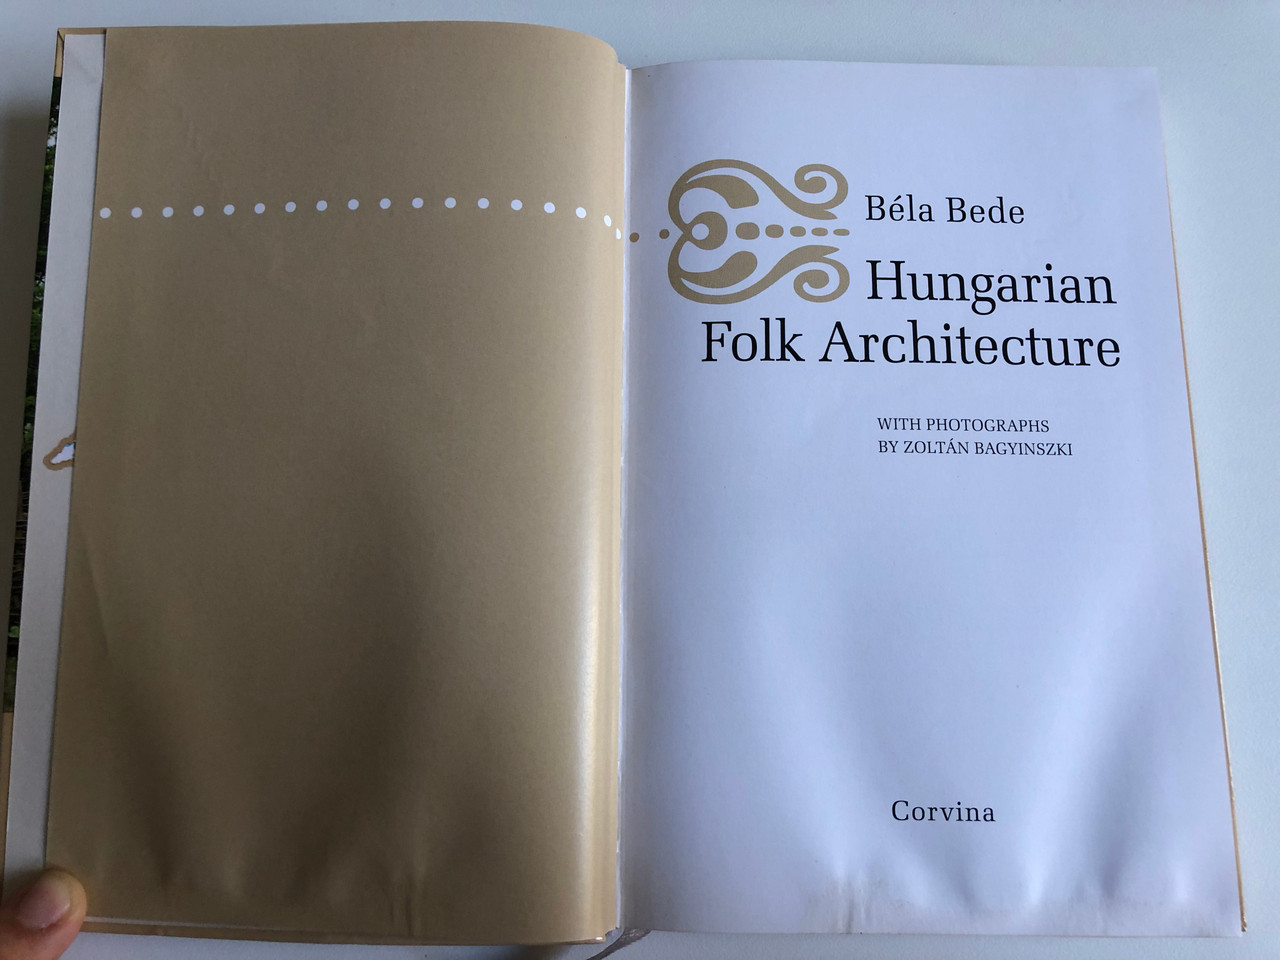 Béla Bede
Hungarian
Folk Architecture
WITH PHOTOGRAPHS
BY ZOLTÁN BAGYINSZKI
Corvina